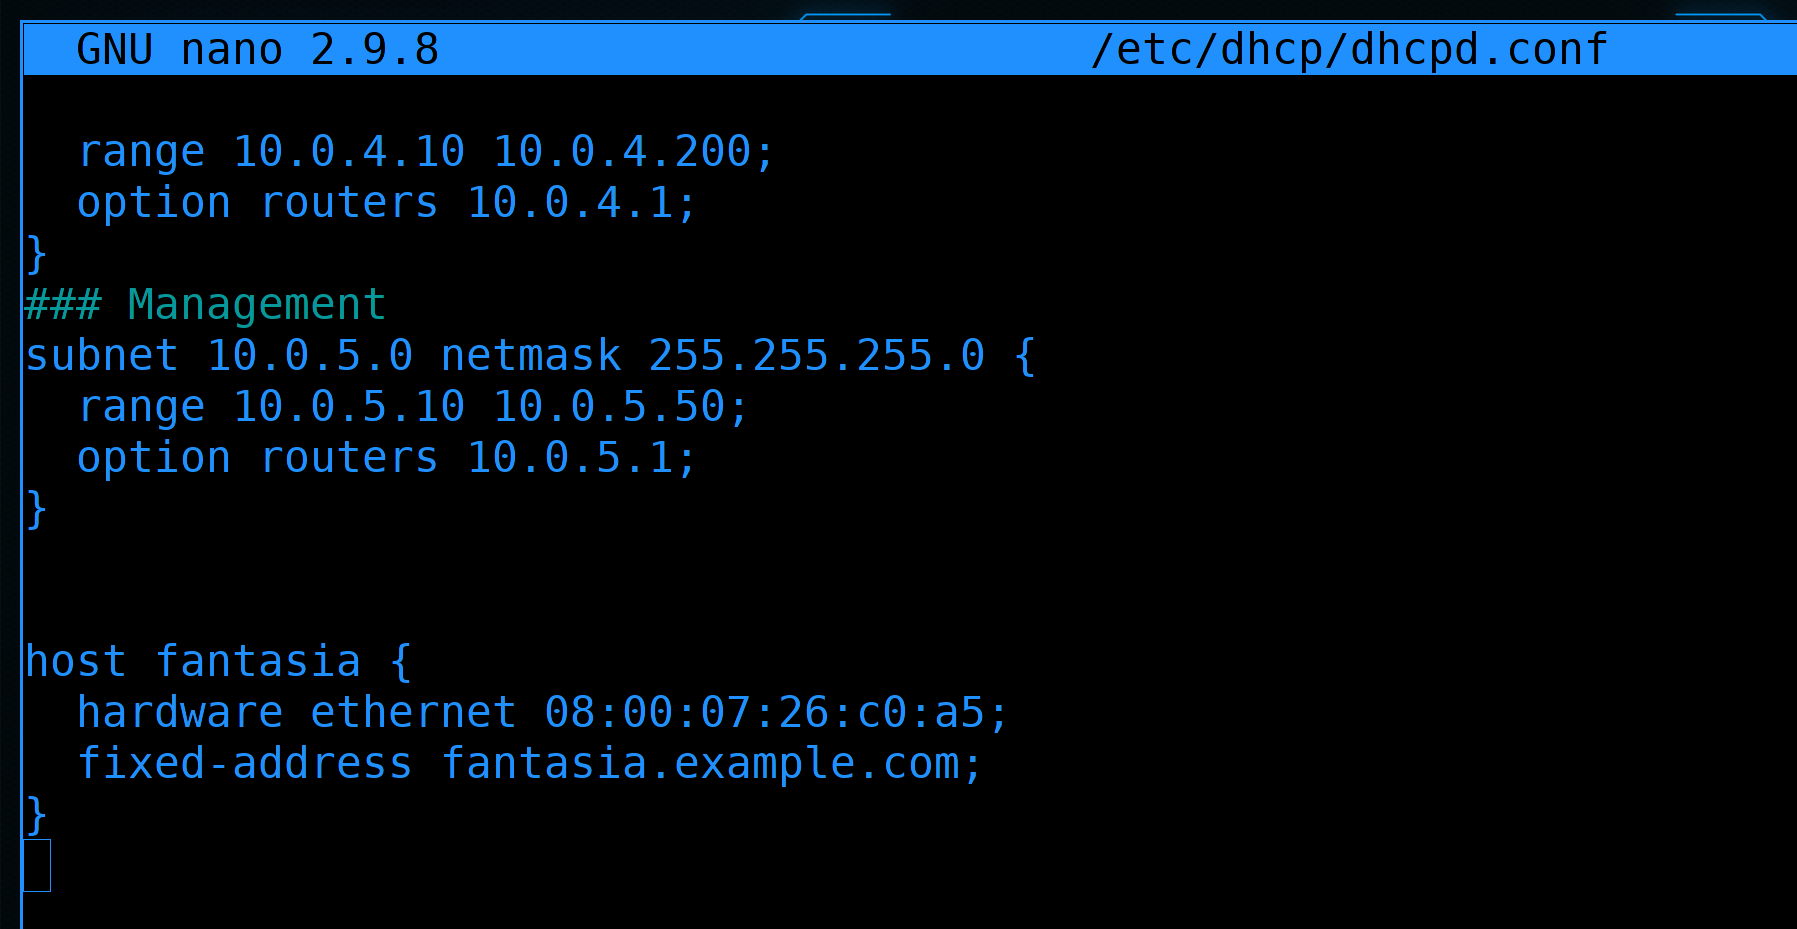 GNU nano 2.9.8 /etc/dhcp/dhcpd.conf
range 10.0.4.10 10.0.4.200;
option routers 10.0.4.1;
}
### Management
subnet 10.0.5.0 netmask 255.255.255.0 {
range 10.0.5.10 10.0.5.50;
option routers 10.0.5.1;
}
host fantasia {
hardware ethernet 08:00:07:26:c0:a5;
fixed-address fantasia.example.com;
}